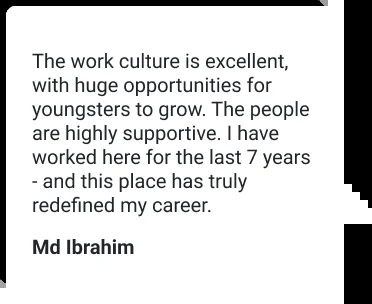 The work culture is excellent,
with huge opportunities for
youngsters to grow. The people
are highly supportive. I have
worked here for the last 7 years
- and this place has truly
redefined my career.
Md Ibrahim